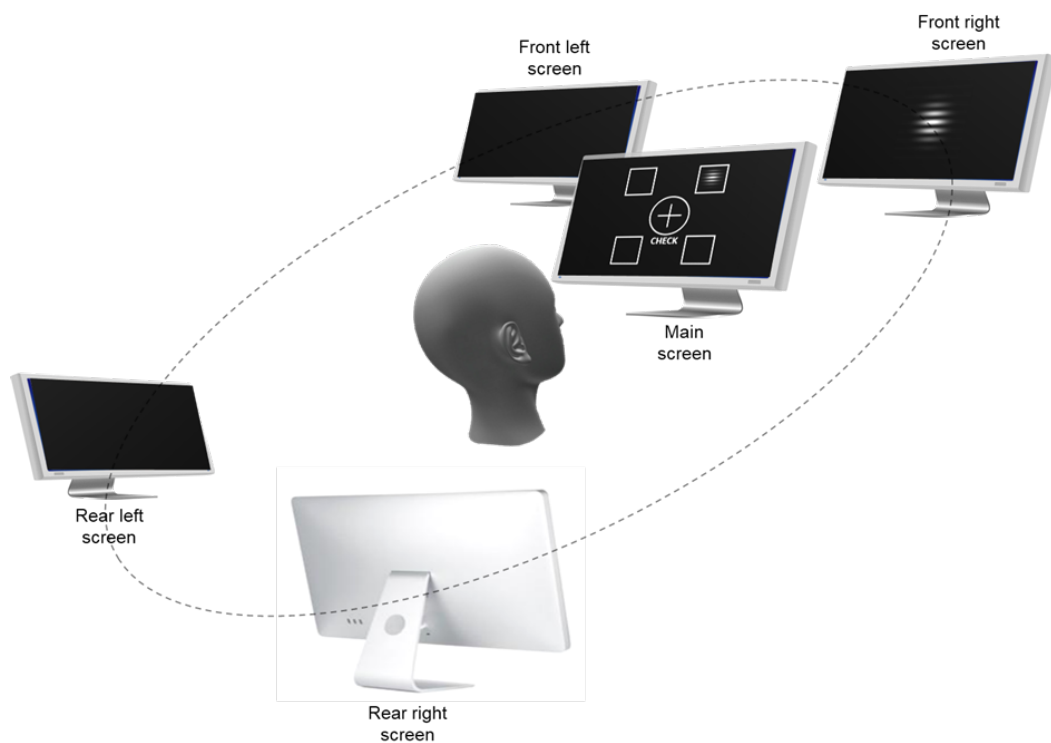 Front left
screen
Front right
screen
CHECK
Main
screen
Rear left
screen
Rear right
screen